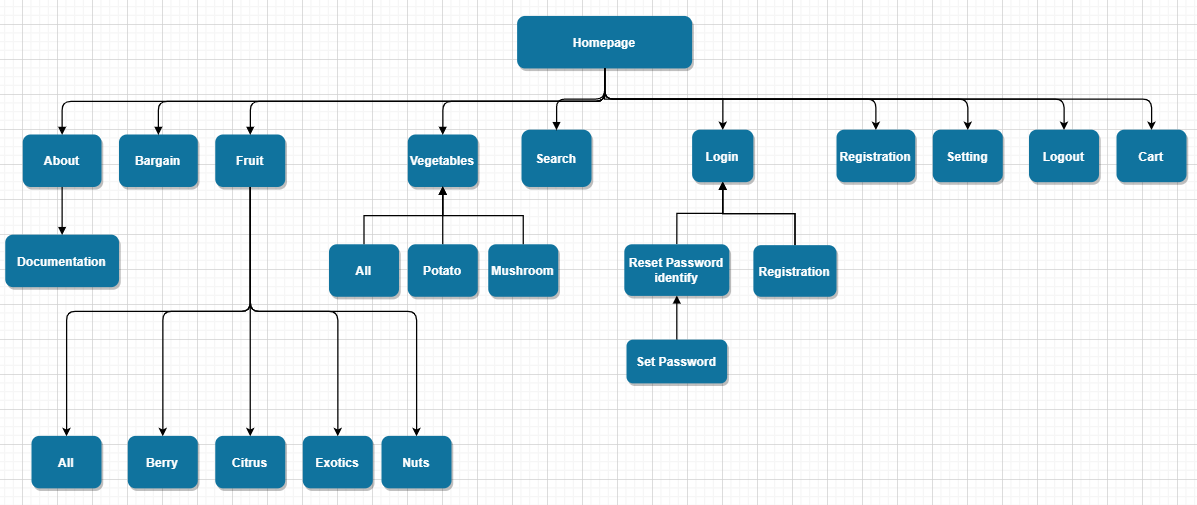 Homepage
About
Bargain
Fruit
Vegetables
Search
Login
Registration
Setting
Logout
Cart
Documentation
All
Potato
Mushroom
Reset Password
identify
Registration
Set Password
All
Berry
Citrus
Exotics
Nuts